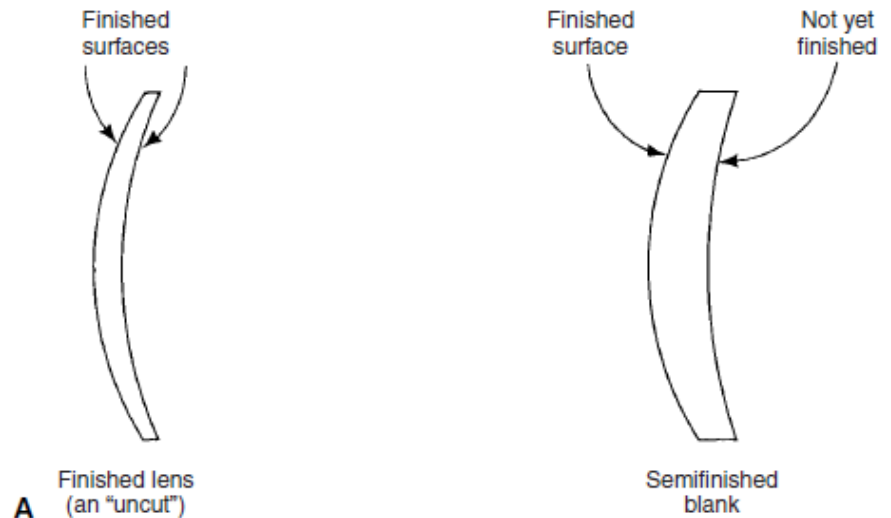 Finished
surfaces
Finished
surface
Not yet
finished
Finished lens
(an “uncut”)
Semifinished
blank
A